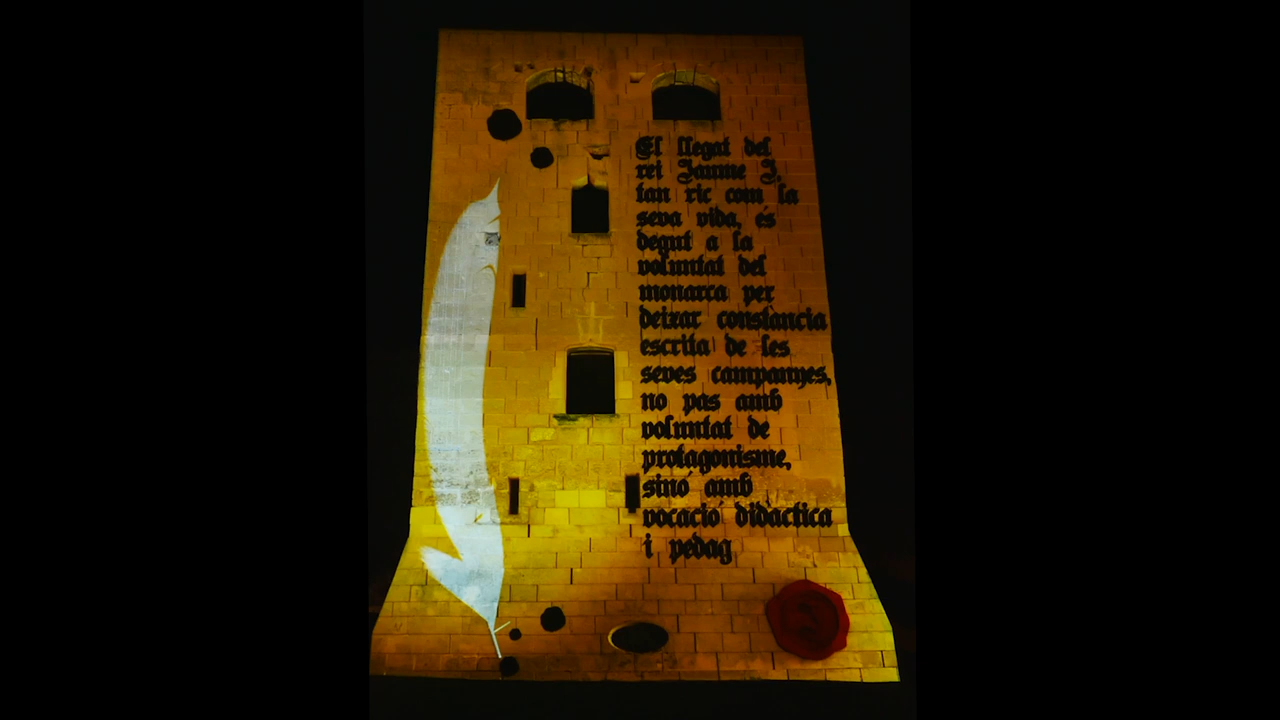 El llegat del
rei Jaume I,
tan ric com la
seva vida, és
degut a la
voluntat del
monarca per
deixar constància
escrita de les
seves campanyes,
no pas amb
voluntat de
protagonisme,
sinó amb
vocació didàctica
i pedag